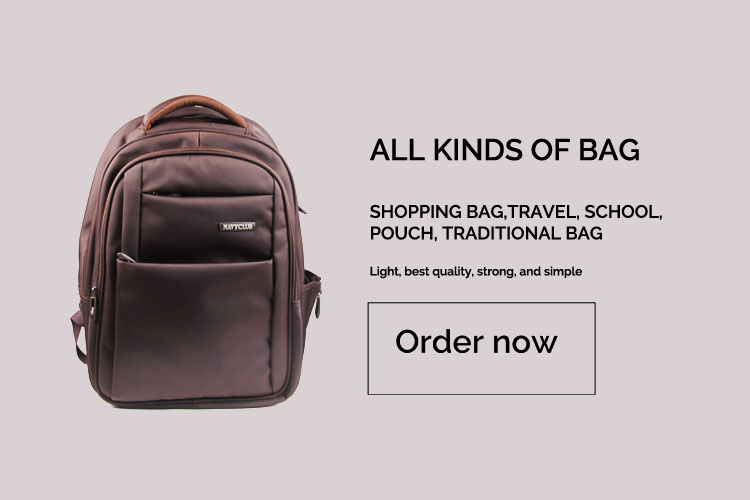 NAVYCLUB
ALL KINDS OF BAG
SHOPPING BAG,TRAVEL, SCHOOL,
POUCH, TRADITIONAL BAG
Light, best quality, strong, and simple
Order now